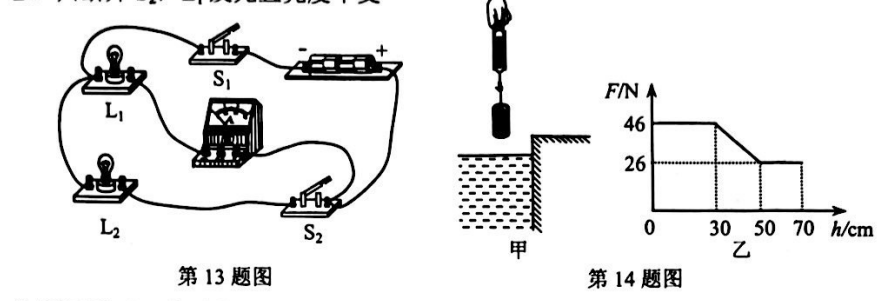 S₁
- +
L₁
A
L₂
S₂
第 13 题图
甲
F/N
46
26
0 30 50 70 h/cm
乙
第 14 题图